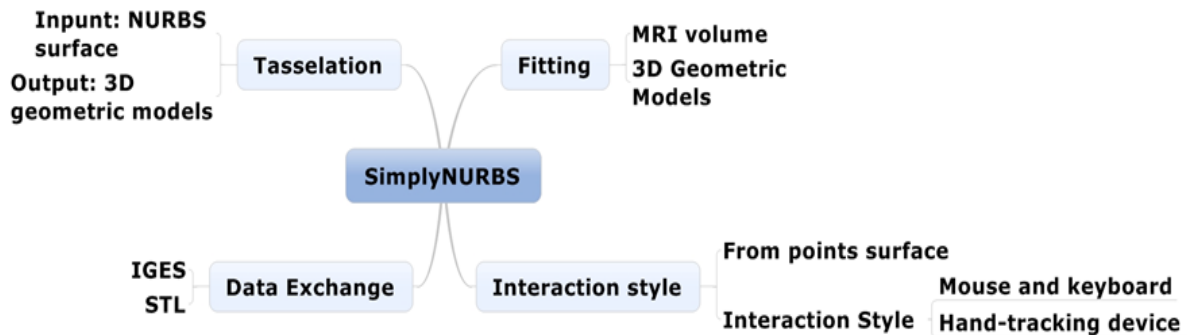 Inpunt: NURBS
surface
Output: 3D
geometric models
Tasselation
Fitting
MRI volume
3D Geometric
Models
SimplyNURBS
IGES
STL
Data Exchange
Interaction style
From points surface
Interaction Style
Mouse and keyboard
Hand-tracking device